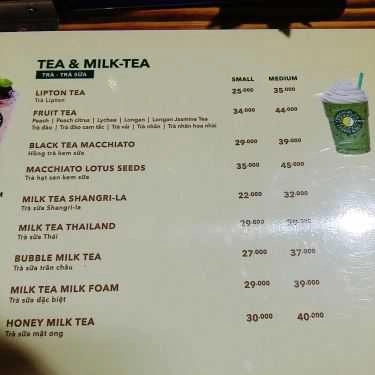 TEA & MILK-TEA
TRÀ - TRÀ SỮA
SMALL MEDIUM
LIPTON TEA 25.000 35.000
Trà Lipton
FRUIT TEA 34.000 44.000
Peach | Peach citrus | Lychee | Longan | Longan Jasmine Tea
Trà đào | Trà đào cam tắc | Trà vải | Trà nhãn | Trà nhãn hoa nhài
BLACK TEA MACCHIATO 29.000 39.000
Hồng trà kem sữa
MACCHIATO LOTUS SEEDS 35.000 45.000
Trà hạt sen kem sữa
MILK TEA SHANGRI-LA 22.000 32.000
Trà sữa Shangri-la
MILK TEA THAILAND 29.000 39.000
Trà sữa Thái
BUBBLE MILK TEA 27.000 37.000
Trà sữa trân châu
MILK TEA MILK FOAM 29.000 39.000
Trà sữa đặc biệt
HONEY MILK TEA 30.000 40.000
Trà sữa mật ong